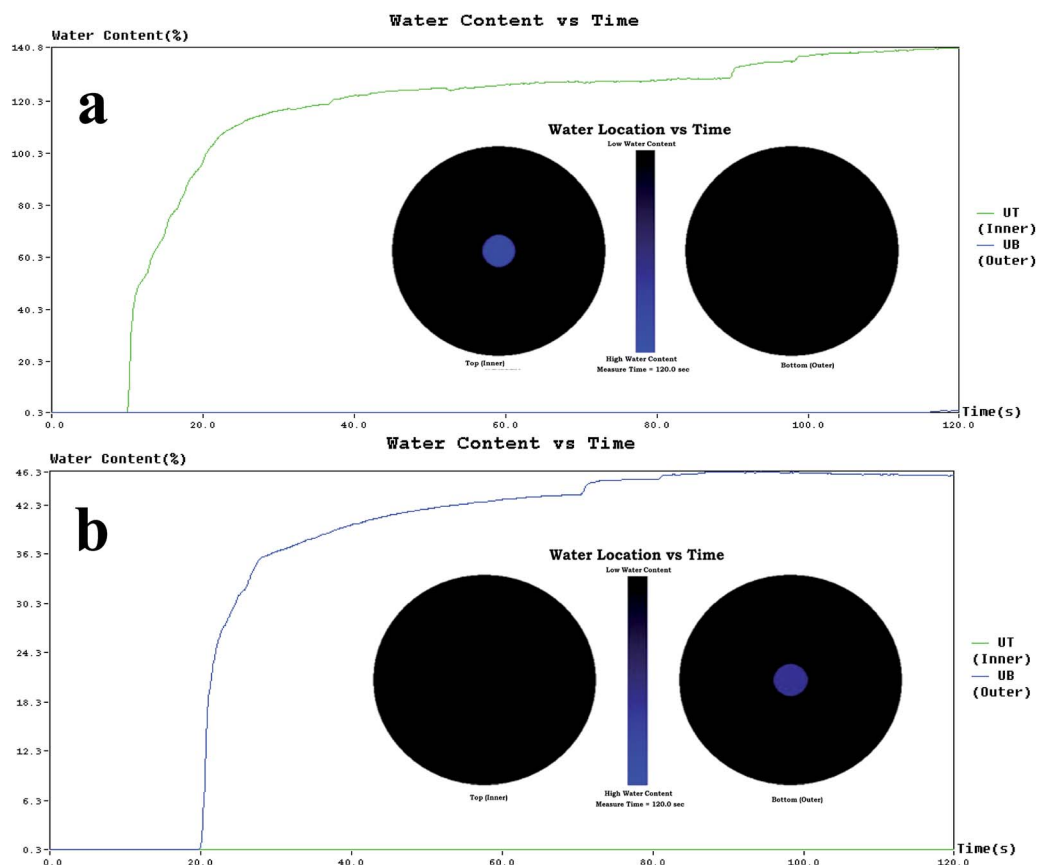 Water Content vs Time
Water Content(%)
140.8
120.3
100.3
80.3
60.3
40.3
20.3
0.3
a
Water Location vs Time
Low Water Content
High Water Content
Measure Time = 120.0 sec
Top (Inner)
Bottom (Outer)
UT
(Inner)
UB
(Outer)
0.0 20.0 40.0 60.0 80.0 100.0 120.0
Time(s)
Water Content vs Time
Water Content(%)
46.3
42.3
36.3
30.3
24.3
18.3
12.3
6.3
0.3
b
Water Location vs Time
Low Water Content
High Water Content
Measure Time = 120.0 sec
Top (Inner)
Bottom (Outer)
UT
(Inner)
UB
(Outer)
0.0 20.0 40.0 60.0 80.0 100.0 120.0
Time(s)